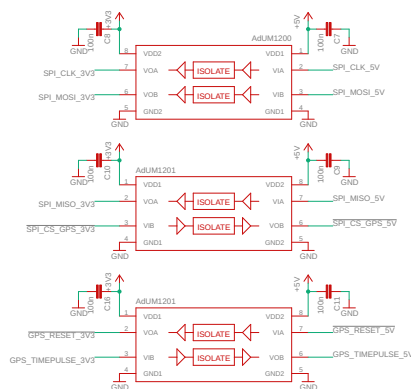 +3V3
C8
100n
GND
+5V
C7
100n
GND
AdUM1200
8 VDD2 VDD1 1
SPI_CLK_3V3 7 VOA ISOLATE VIA 2 SPI_CLK_5V
SPI_MOSI_3V3 6 VOB ISOLATE VIB 3 SPI_MOSI_5V
5 GND2 GND1 4
GND GND
+3V3
C10
100n
GND
+5V
C9
100n
GND
AdUM1201
1 VDD1 VDD2 8
SPI_MISO_3V3 2 VOA ISOLATE VIA 7 SPI_MISO_5V
SPI_CS_GPS_3V3 3 VIB ISOLATE VOB 6 SPI_CS_GPS_5V
4 GND1 GND2 5
GND GND
+3V3
C16
100n
GND
+5V
C11
100n
GND
AdUM1201
1 VDD1 VDD2 8
GPS_RESET_3V3 2 VOA ISOLATE VIA 7 GPS_RESET_5V
GPS_TIMEPULSE_3V3 3 VIB ISOLATE VOB 6 GPS_TIMEPULSE_5V
4 GND1 GND2 5
GND GND